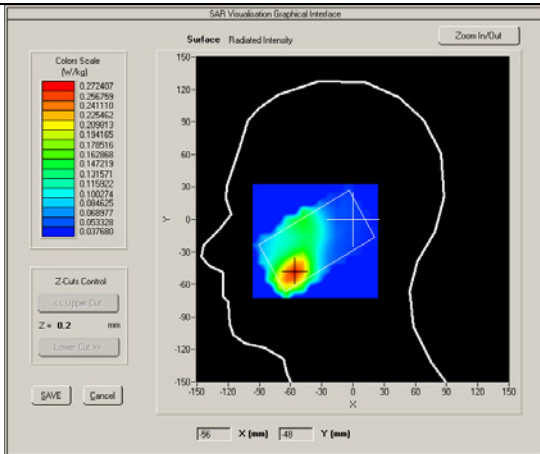 SAR Visualisation Graphical Interface
Surface Radiated Intensity
Zoom In/Out
Colors Scale
(W/kg)
0.272407
0.256759
0.241110
0.225462
0.209813
0.194165
0.178516
0.162868
0.147219
0.131571
0.115922
0.100274
0.084625
0.068977
0.053328
0.037680
Z-Cuts Control
<< Upper Cut
Z = 0.2 mm
Lower Cut >>
SAVE Cancel
Y
150
120
90
60
30
0
-30
-60
-90
-120
-150
-150 -120 -90 -60 -30 0 30 60 90 120 150
X
-56 X (mm) -48 Y (mm)